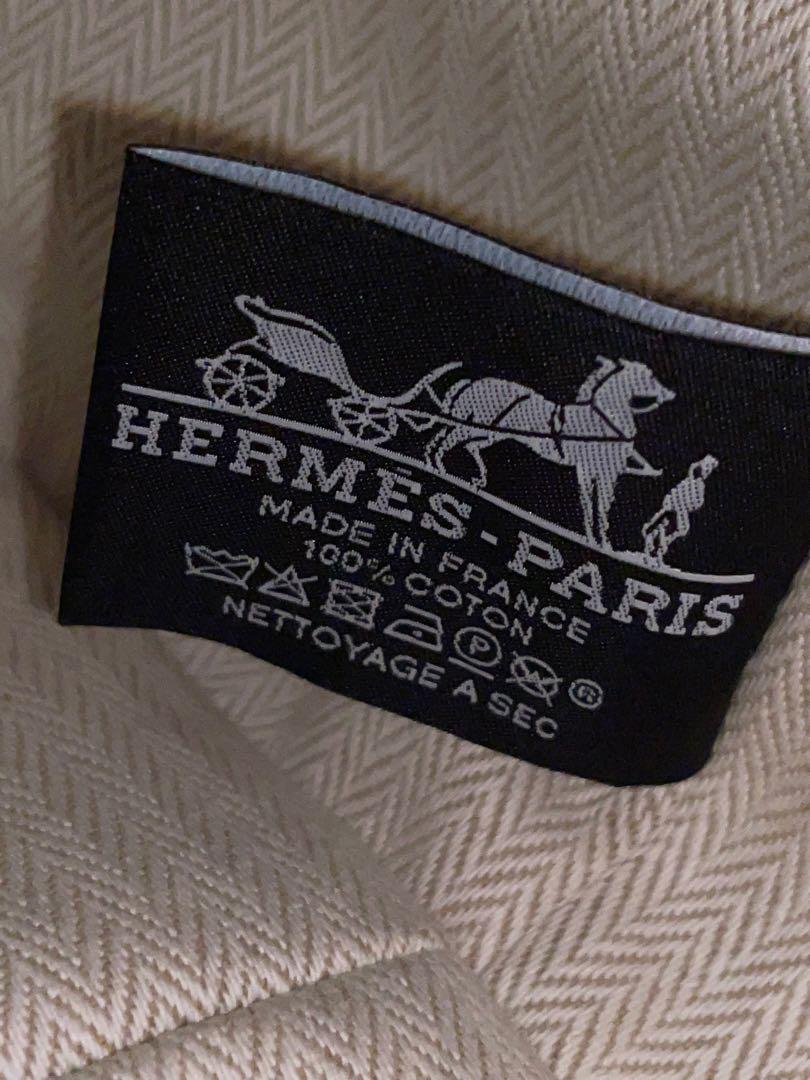 HERMÈS-PARIS
MADE IN FRANCE
100% COTON
P ®
NETTOYAGE A SEC